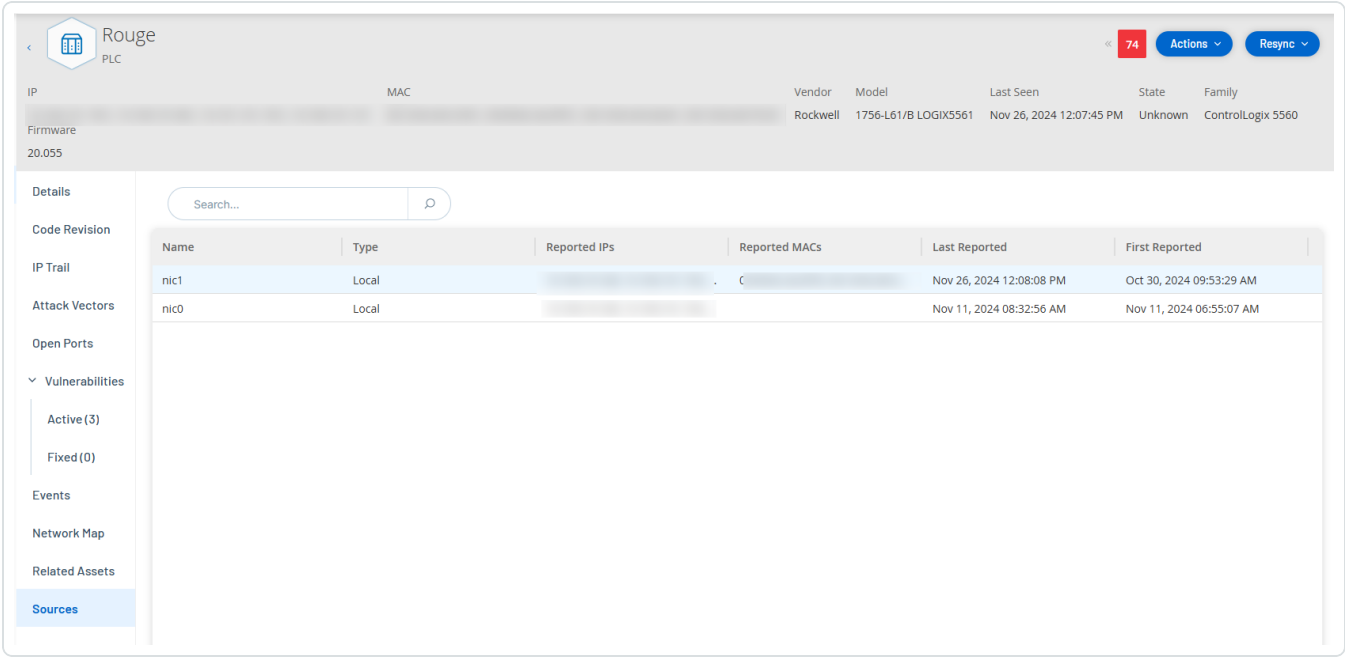 Rouge
PLC
« 74 Actions Resync
IP MAC Vendor Model Last Seen State Family
Rockwell 1756-L61/B LOGIX5561 Nov 26, 2024 12:07:45 PM Unknown ControlLogix 5560
Firmware
20.055
Details
Code Revision
IP Trail
Attack Vectors
Open Ports
Vulnerabilities
Active (3)
Fixed (0)
Events
Network Map
Related Assets
Sources
Search...
Name Type Reported IPs Reported MACs Last Reported First Reported
nic1 Local Nov 26, 2024 12:08:08 PM Oct 30, 2024 09:53:29 AM
nic0 Local Nov 11, 2024 08:32:56 AM Nov 11, 2024 06:55:07 AM